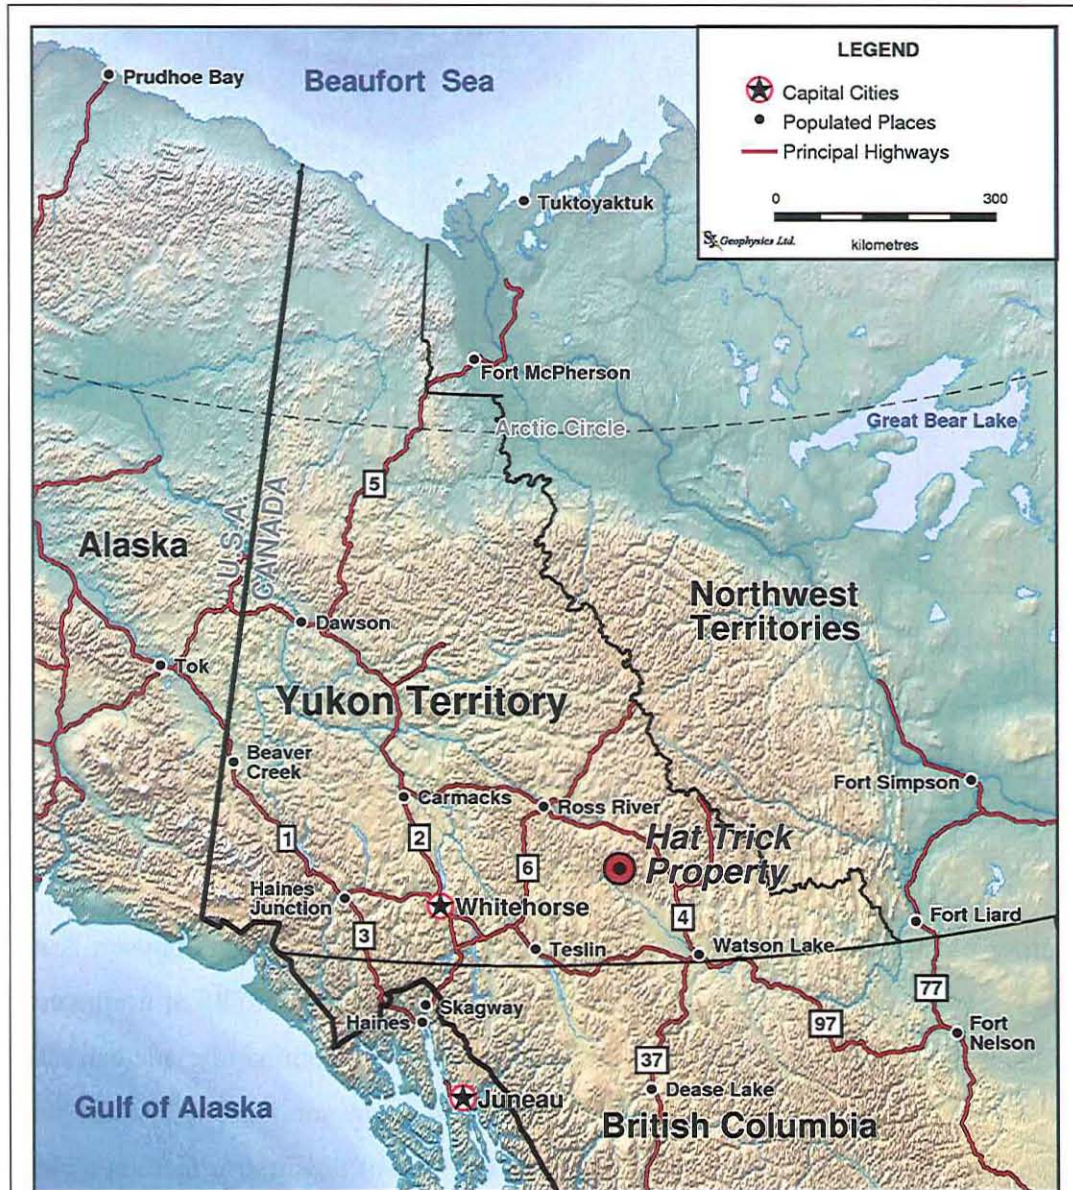 LEGEND
Capital Cities
Populated Places
Principal Highways
0 300
Geophysics Ltd.
kilometres
Prudhoe Bay
Beaufort Sea
Tuktoyaktuk
Fort McPherson
Arctic Circle
Great Bear Lake
5
Alaska
U.S.A.
CANADA
Northwest
Territories
Dawson
Tok
Yukon Territory
Beaver
Creek
Carmacks
Ross River
Fort Simpson
1
2
6
Hat Trick
Property
Haines
Junction
Whitehorse
3
4
Fort Liard
Teslin
Watson Lake
77
Skagway
Haines
97
Fort
Nelson
37
Dease Lake
Juneau
Gulf of Alaska
British Columbia